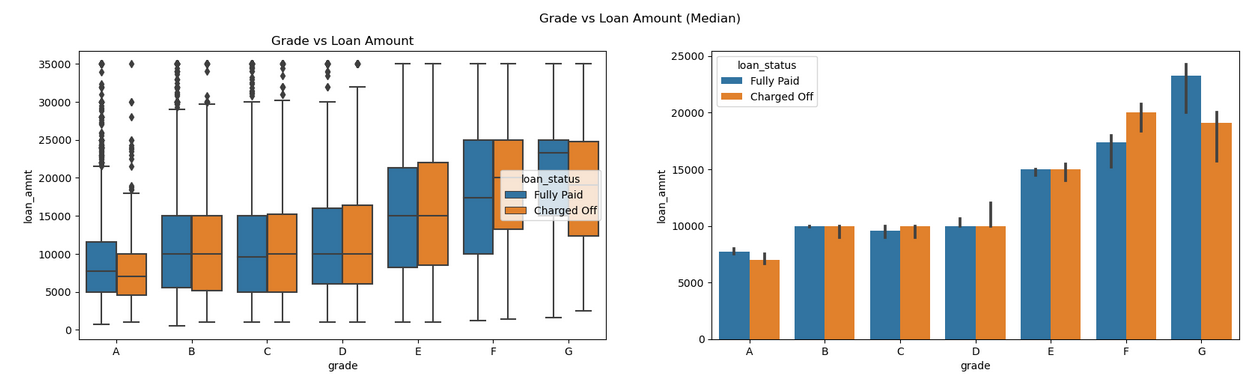 Grade vs Loan Amount (Median)
Grade vs Loan Amount
35000
30000
25000
20000
15000
10000
5000
0
loan_amnt
A B C D E F G
grade
loan_status
Fully Paid
Charged Off
25000
20000
15000
10000
5000
0
loan_amnt
loan_status
Fully Paid
Charged Off
A B C D E F G
grade